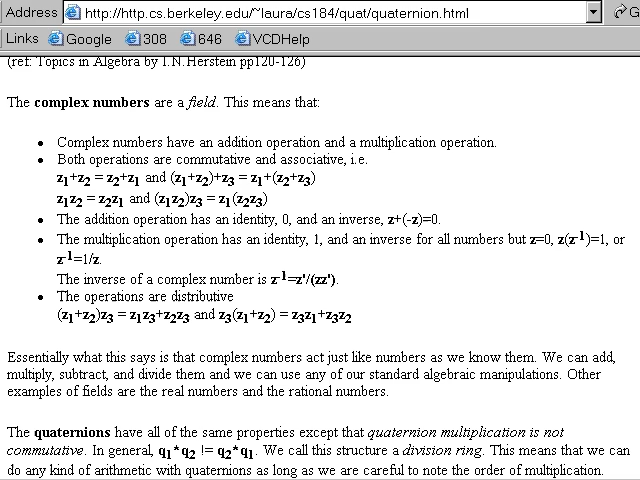 Address http://http.cs.berkeley.edu/~laura/cs184/quat/quaternion.html G
Links Google 308 646 VCDHelp
(ref: Topics in Algebra by I.N.Herstein pp120-126)
The complex numbers are a field. This means that:
• Complex numbers have an addition operation and a multiplication operation.
• Both operations are commutative and associative, i.e.
z1+z2 = z2+z1 and (z1+z2)+z3 = z1+(z2+z3)
z1z2 = z2z1 and (z1z2)z3 = z1(z2z3)
• The addition operation has an identity, 0, and an inverse, z+(-z)=0.
• The multiplication operation has an identity, 1, and an inverse for all numbers but z=0, z(z-1)=1, or
z-1=1/z.
The inverse of a complex number is z-1=z'/(zz').
• The operations are distributive
(z1+z2)z3 = z1z3+z2z3 and z3(z1+z2) = z3z1+z3z2
Essentially what this says is that complex numbers act just like numbers as we know them. We can add,
multiply, subtract, and divide them and we can use any of our standard algebraic manipulations. Other
examples of fields are the real numbers and the rational numbers.
The quaternions have all of the same properties except that quaternion multiplication is not
commutative. In general, q1*q2 != q2*q1. We call this structure a division ring. This means that we can
do any kind of arithmetic with quaternions as long as we are careful to note the order of multiplication.